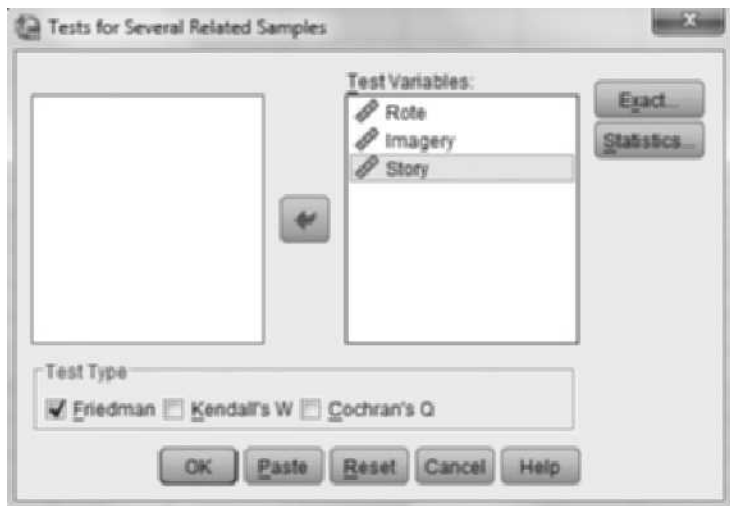 Tests for Several Related Samples
x
Test Variables:
Rote
Imagery
Story
Exact...
Statistics...
Test Type
Friedman Kendall's W Cochran's Q
OK Paste Reset Cancel Help